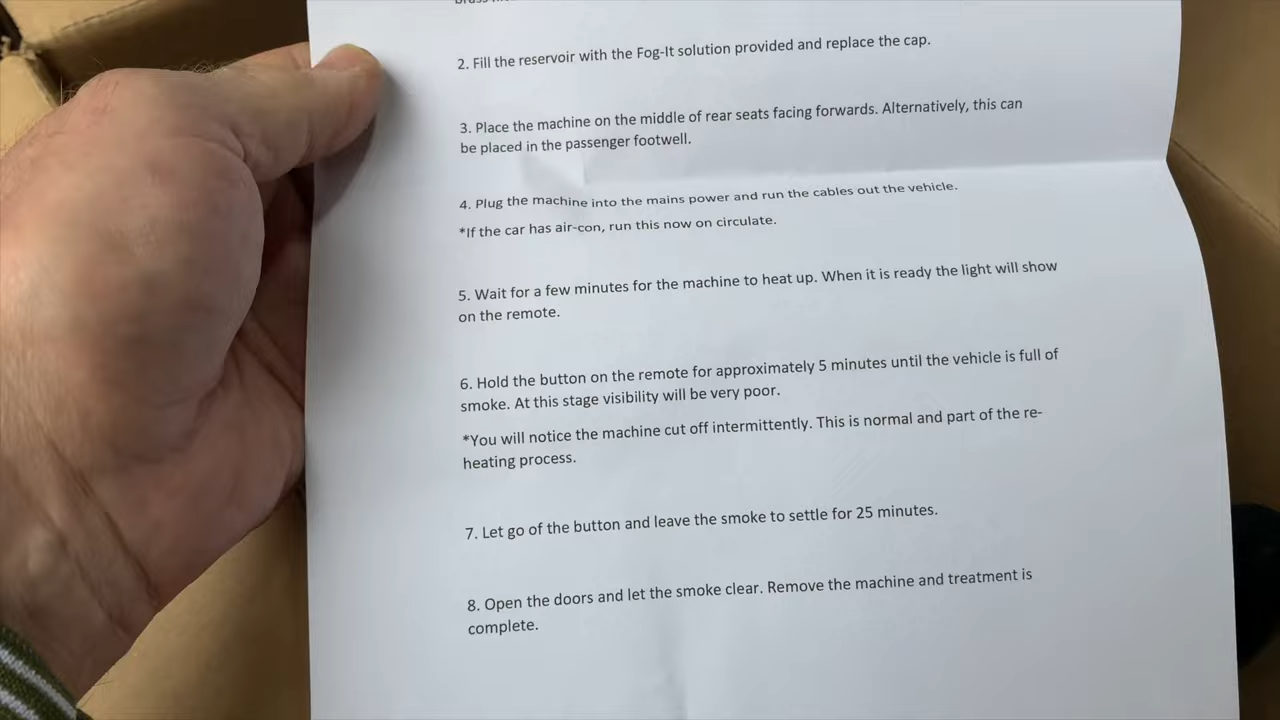 2. Fill the reservoir with the Fog-It solution provided and replace the cap.
3. Place the machine on the middle of rear seats facing forwards. Alternatively, this can
be placed in the passenger footwell.
4. Plug the machine into the mains power and run the cables out the vehicle.
*If the car has air-con, run this now on circulate.
5. Wait for a few minutes for the machine to heat up. When it is ready the light will show
on the remote.
6. Hold the button on the remote for approximately 5 minutes until the vehicle is full of
smoke. At this stage visibility will be very poor.
*You will notice the machine cut off intermittently. This is normal and part of the re-
heating process.
7. Let go of the button and leave the smoke to settle for 25 minutes.
8. Open the doors and let the smoke clear. Remove the machine and treatment is
complete.